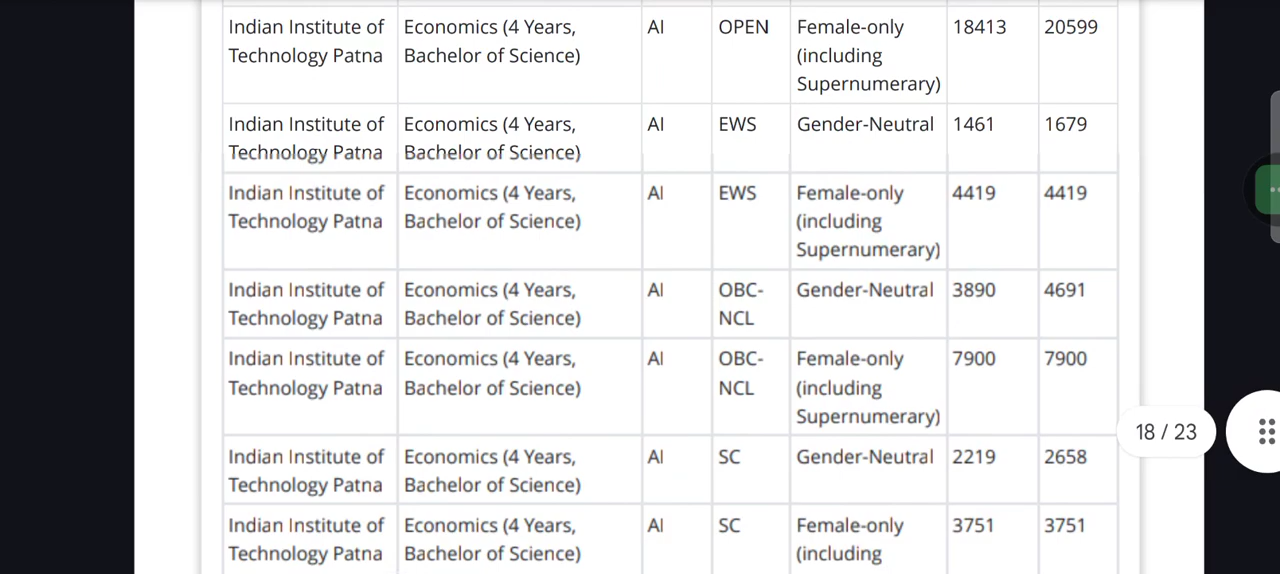 Indian Institute of Economics (4 Years, AI OPEN Female-only 18413 20599
Technology Patna Bachelor of Science) (including
Supernumerary)
Indian Institute of Economics (4 Years, AI EWS Gender-Neutral 1461 1679
Technology Patna Bachelor of Science)
Indian Institute of Economics (4 Years, AI EWS Female-only 4419 4419
Technology Patna Bachelor of Science) (including
Supernumerary)
Indian Institute of Economics (4 Years, AI OBC- Gender-Neutral 3890 4691
Technology Patna Bachelor of Science) NCL
Indian Institute of Economics (4 Years, AI OBC- Female-only 7900 7900
Technology Patna Bachelor of Science) NCL (including
Supernumerary)
18 / 23
Indian Institute of Economics (4 Years, AI SC Gender-Neutral 2219 2658
Technology Patna Bachelor of Science)
Indian Institute of Economics (4 Years, AI SC Female-only 3751 3751
Technology Patna Bachelor of Science) (including